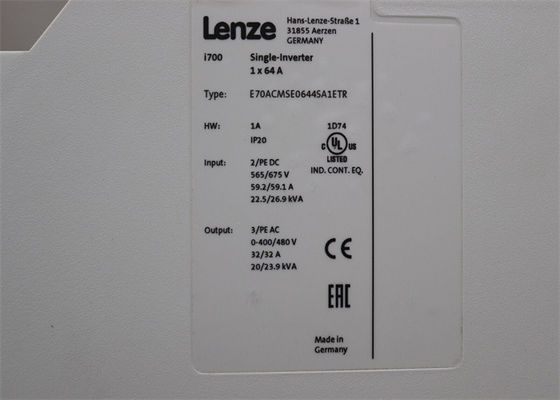 Lenze
Hans-Lenze-Straße 1
31855 Aerzen
GERMANY
i700 Single-Inverter
1 x 64 A
Type: E70ACMSE0644SA1ETR
HW: 1A
IP20
1D74
C UL US
LISTED
IND. CONT. EQ.
Input: 2/PE DC
565/675 V
59.2/59.1 A
22.5/26.9 kVA
Output: 3/PE AC
0-400/480 V
32/32 A
20/23.9 kVA
CE
EAC
Made in
Germany